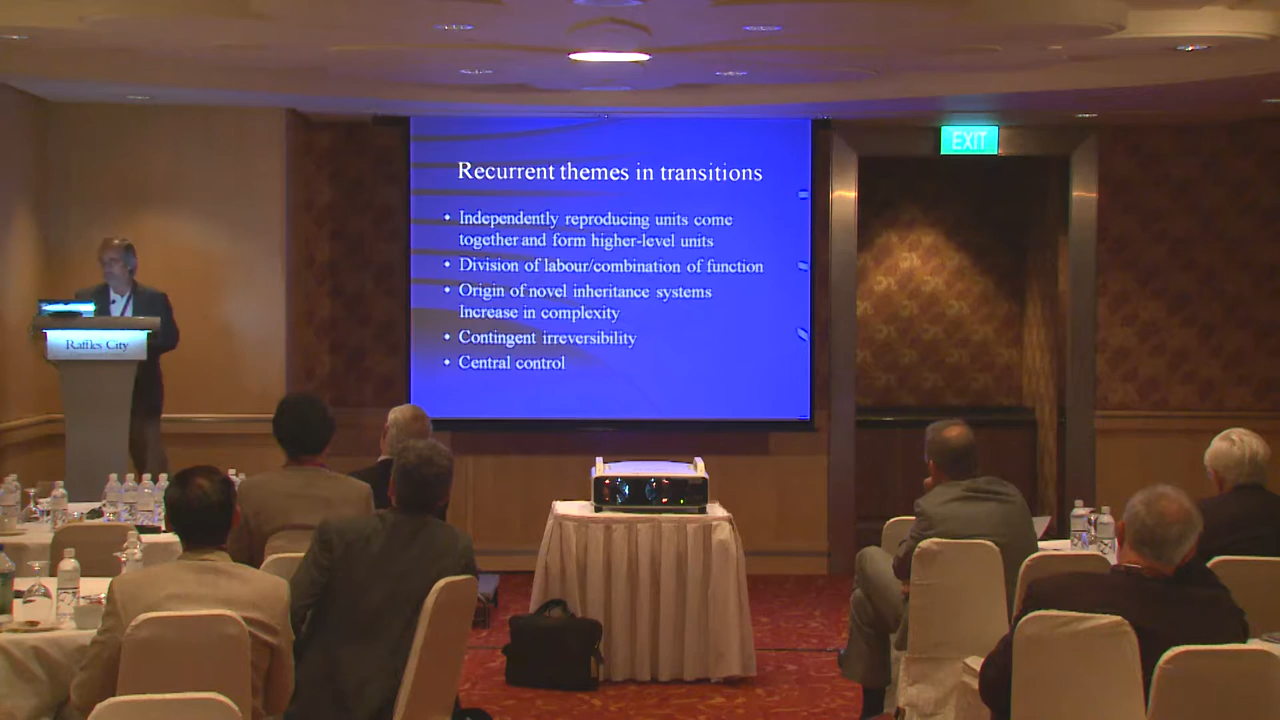 EXIT
Recurrent themes in transitions
• Independently reproducing units come
together and form higher-level units
• Division of labour/combination of function
• Origin of novel inheritance systems
Increase in complexity
• Contingent irreversibility
• Central control
Raffles City